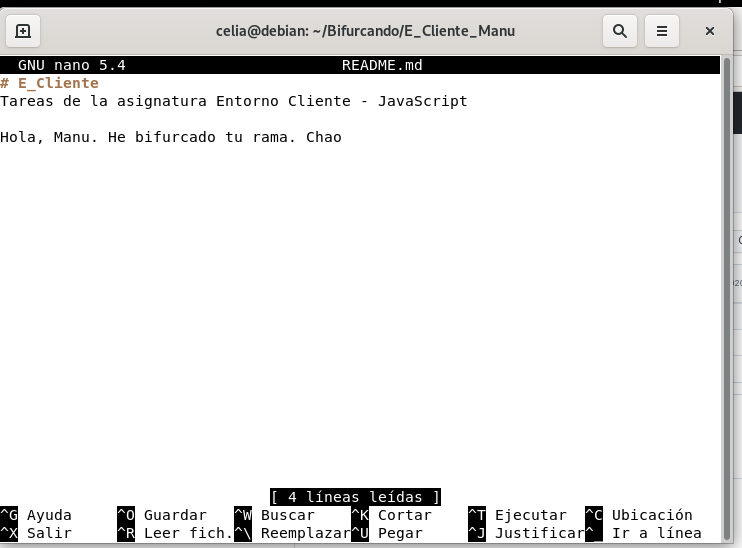 celia@debian: ~/Bifurcando/E_Cliente_Manu
GNU nano 5.4 README.md
# E_Cliente
Tareas de la asignatura Entorno Cliente - JavaScript
Hola, Manu. He bifurcado tu rama. Chao
[ 4 líneas leídas ]
^G Ayuda ^O Guardar ^W Buscar ^K Cortar ^T Ejecutar ^C Ubicación
^X Salir ^R Leer fich. ^\ Reemplazar ^U Pegar ^J Justificar ^_ Ir a línea